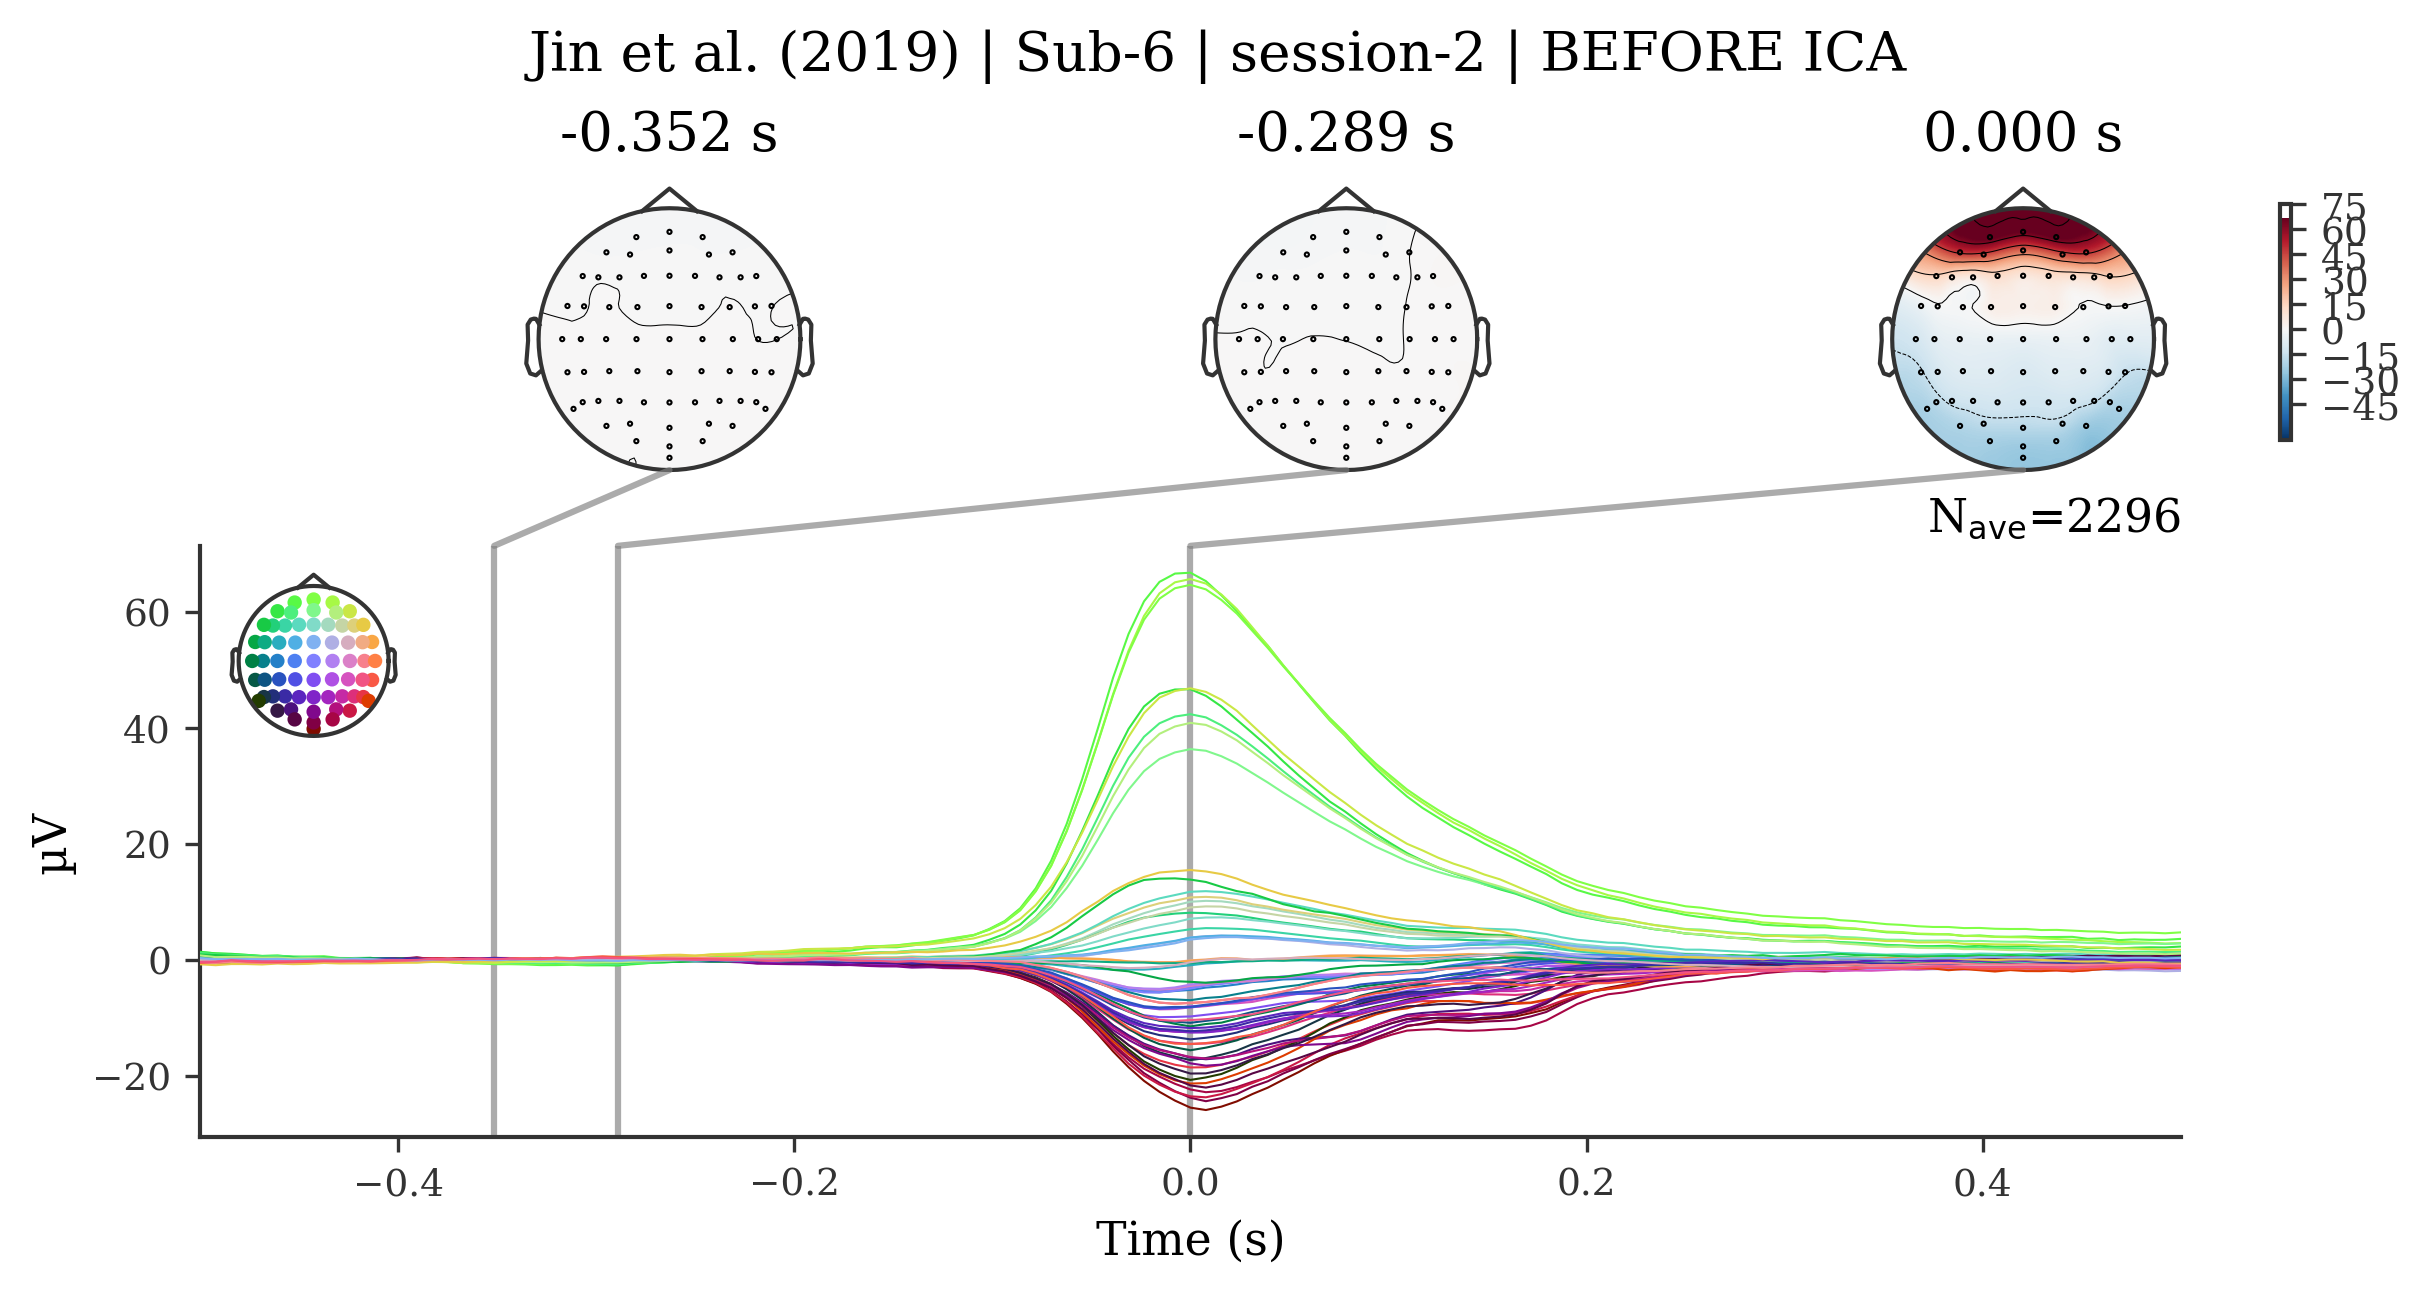 Jin et al. (2019) | Sub-6 | session-2 | BEFORE ICA
-0.352 s
-0.289 s
0.000 s
75
60
45
30
15
0
−15
−30
−45
Nave=2296
60
40
20
0
−20
µV
−0.4
−0.2
0.0
0.2
0.4
Time (s)